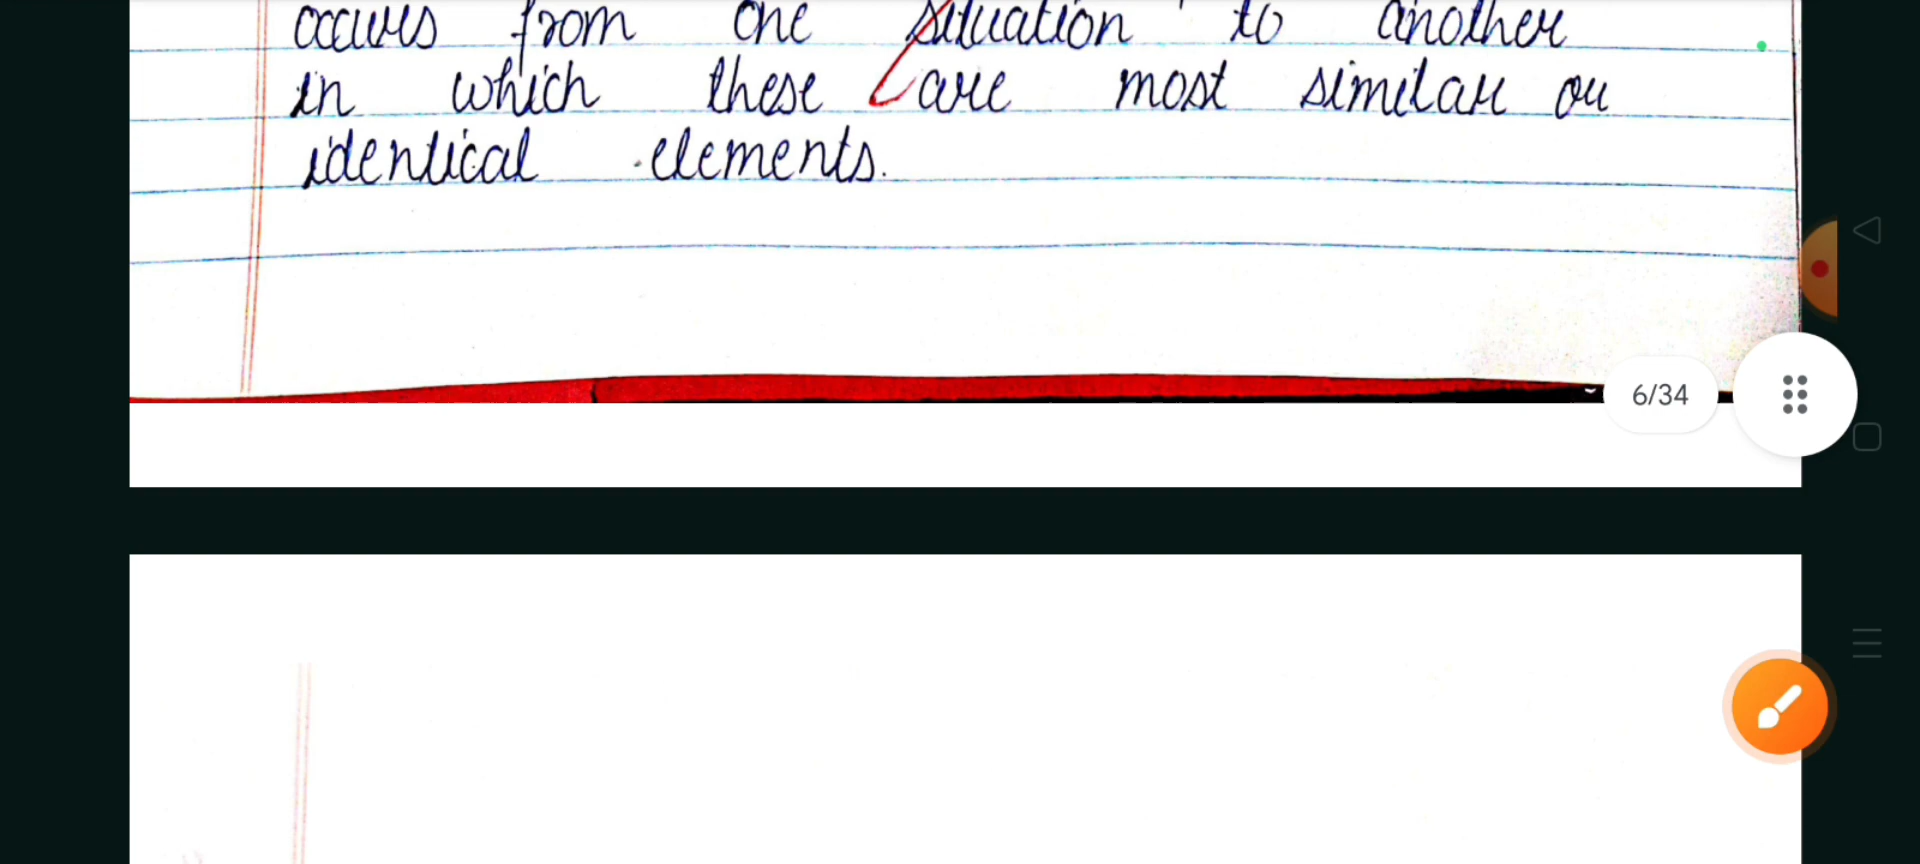 occurs from one situation to another
in which these are most similar or
identical elements.
6/34